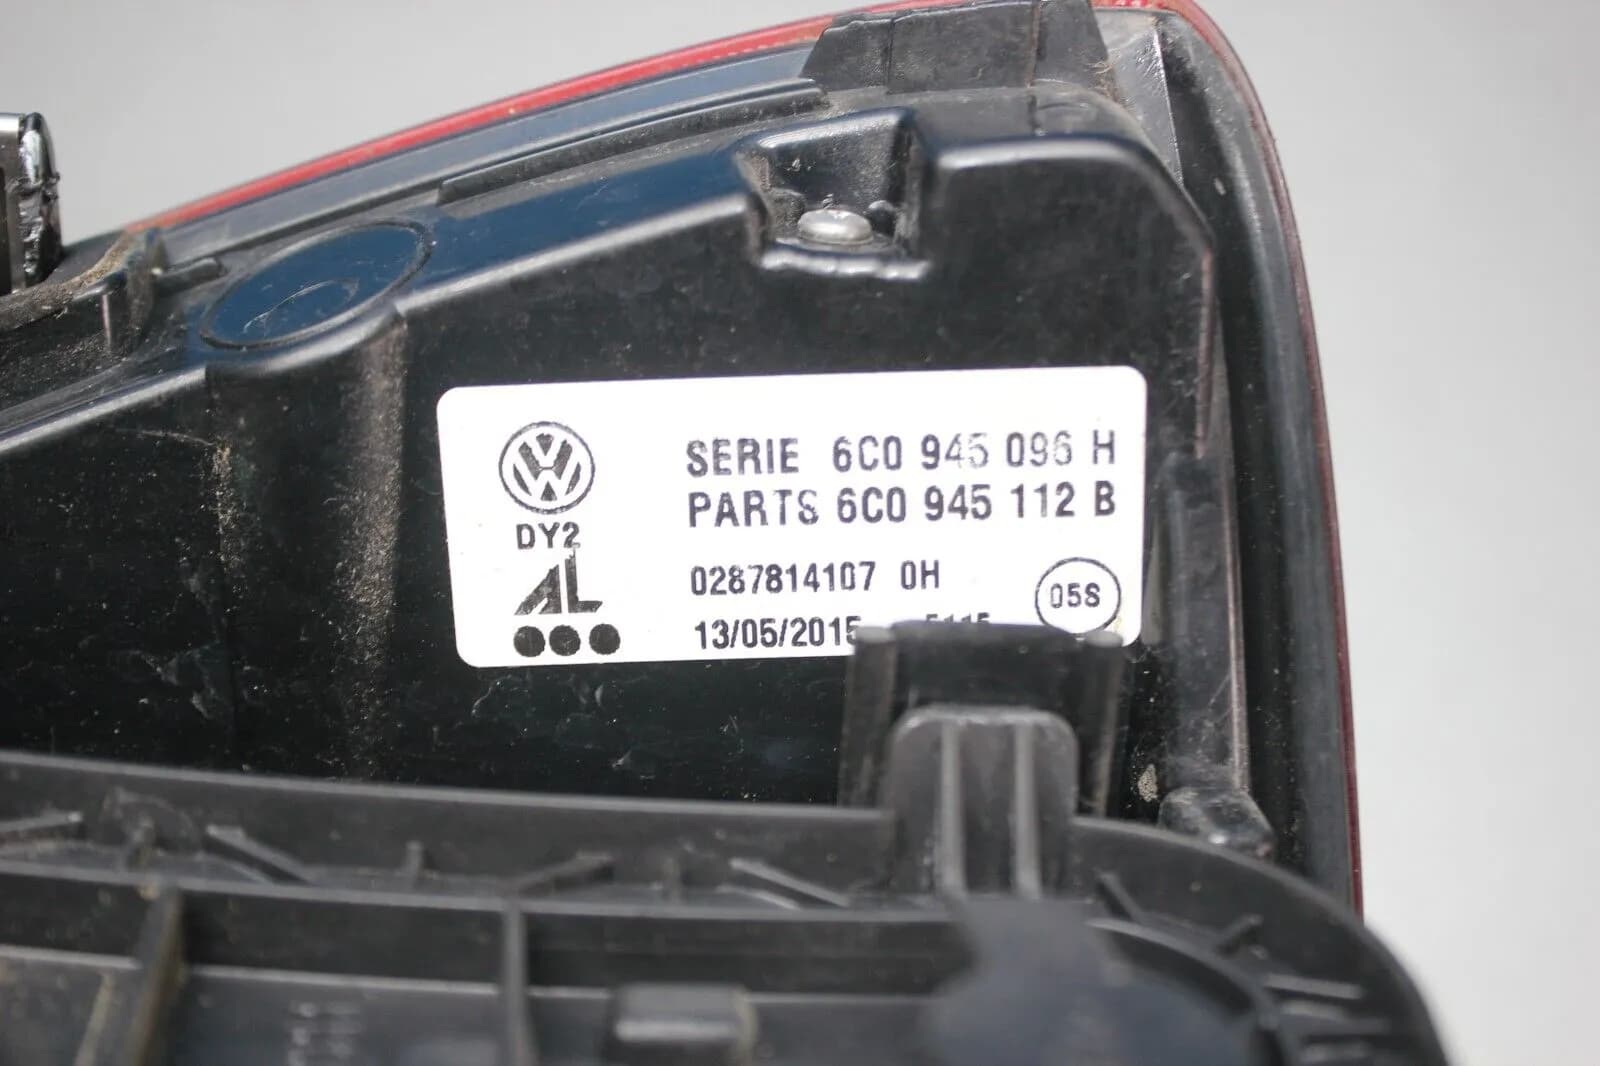 SERIE 6C0 945 096 H
PARTS 6C0 945 112 B
DY2
AL
0287814107 0H
05S
13/05/2015